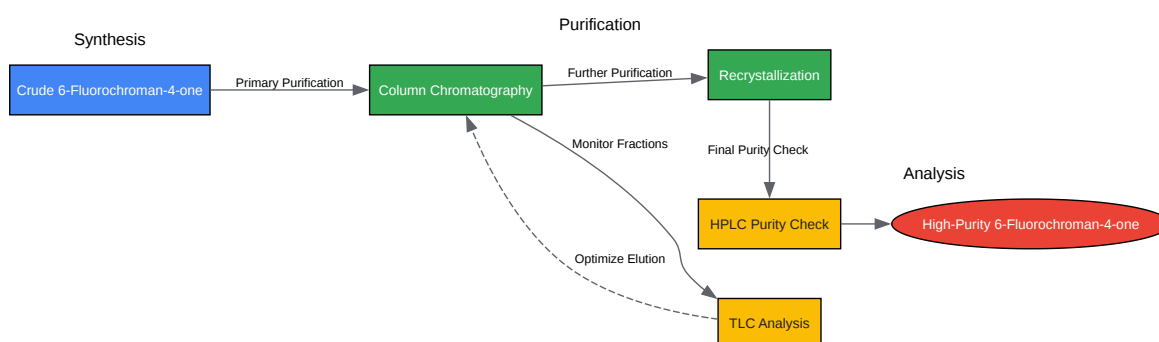 Synthesis
Purification
Crude 6-Fluorochroman-4-one
Primary Purification
Column Chromatography
Further Purification
Recrystallization
Monitor Fractions
Final Purity Check
Analysis
HPLC Purity Check
High-Purity 6-Fluorochroman-4-one
Optimize Elution
TLC Analysis